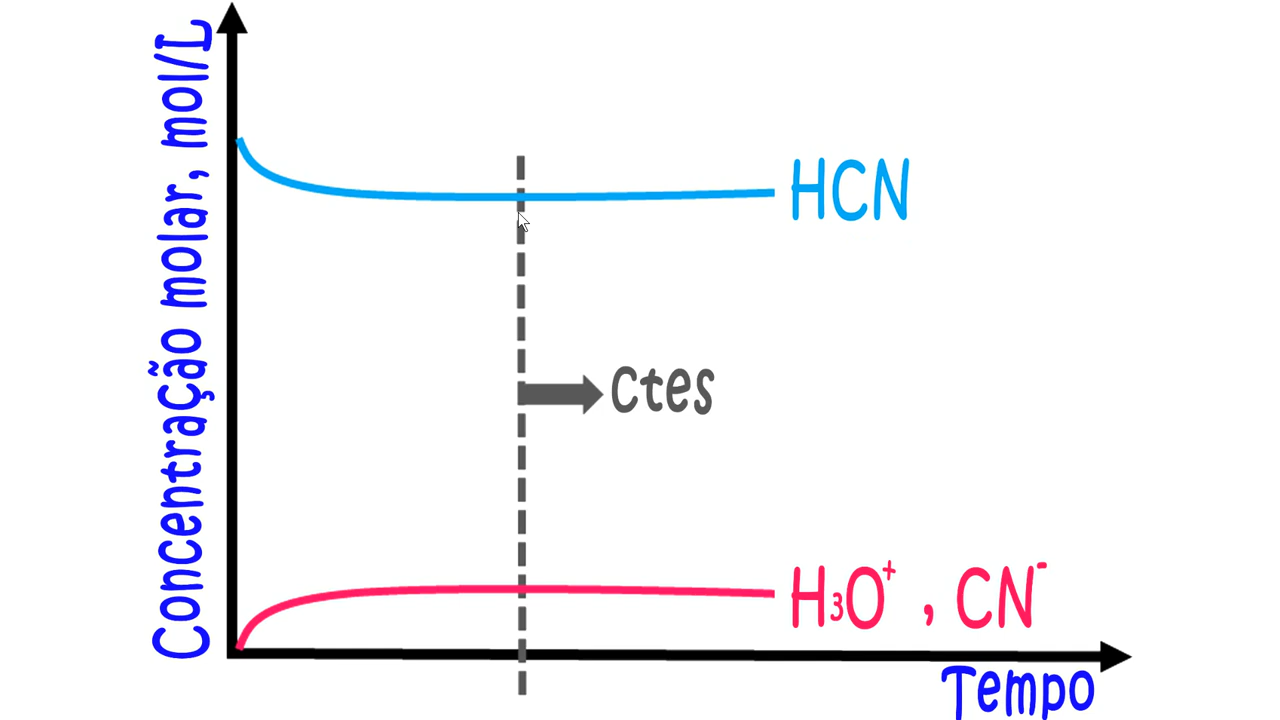 Concentração molar, mol/L
HCN
Ctes
H₃O⁺ , CN⁻
Tempo